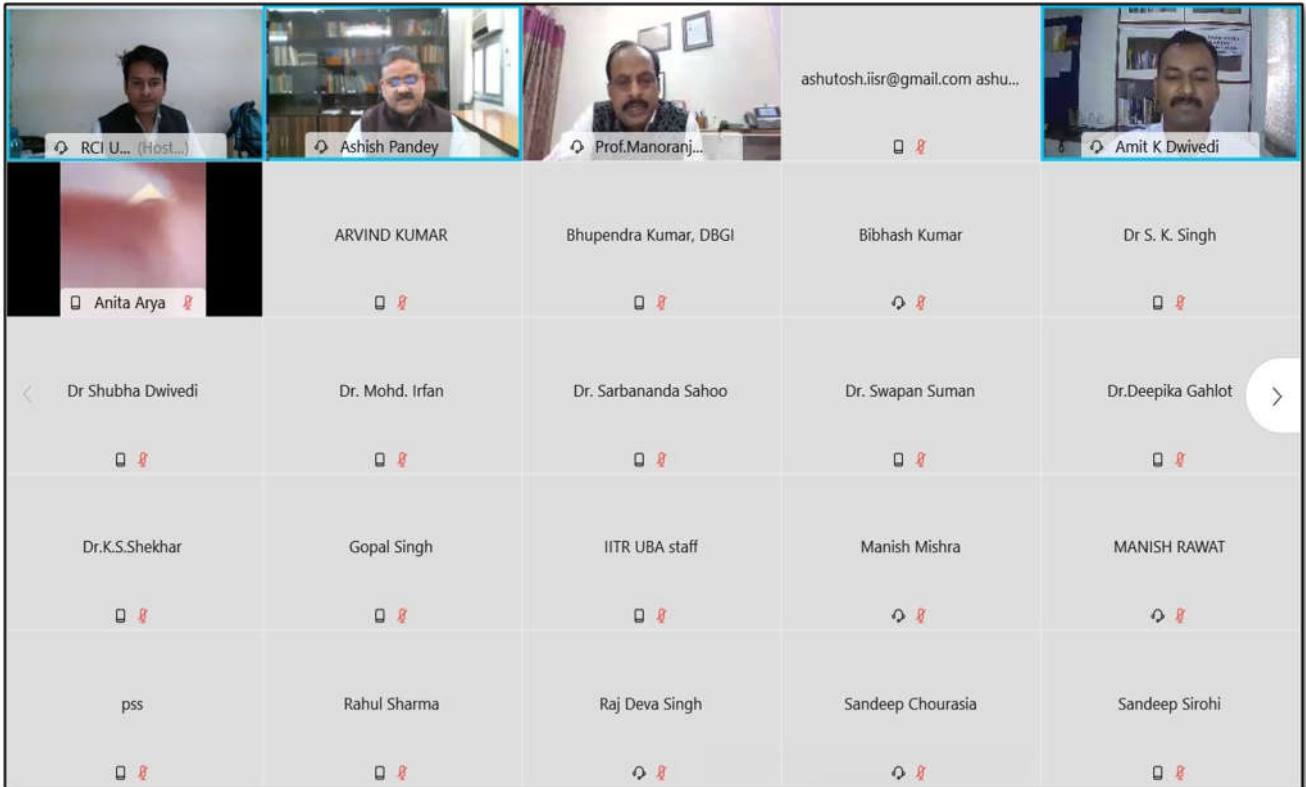 RCI U... (Host...)
Ashish Pandey
Prof.Manoranj...
ashutosh.iisr@gmail.com ashu...
Amit K Dwivedi
Anita Arya
ARVIND KUMAR
Bhupendra Kumar, DBGI
Bibhash Kumar
Dr S. K. Singh
Dr Shubha Dwivedi
Dr. Mohd. Irfan
Dr. Sarbananda Sahoo
Dr. Swapan Suman
Dr.Deepika Gahlot
Dr.K.S.Shekhar
Gopal Singh
IITR UBA staff
Manish Mishra
MANISH RAWAT
pss
Rahul Sharma
Raj Deva Singh
Sandeep Chourasia
Sandeep Sirohi